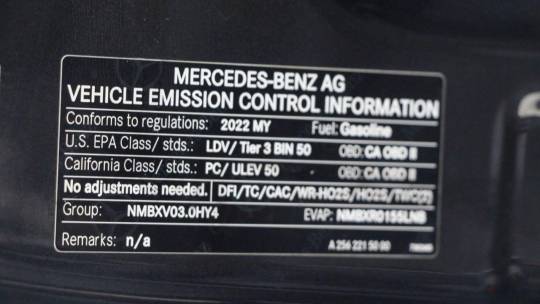 MERCEDES-BENZ AG
VEHICLE EMISSION CONTROL INFORMATION
Conforms to regulations: 2022 MY Fuel: Gasoline
U.S. EPA Class/ stds.: LDV/ Tier 3 BIN 50 OBD: CA OBD II
California Class/ stds.: PC/ ULEV 50 OBD: CA OBD II
No adjustments needed. DFI/TC/CAC/WR-HO2S/HO2S/TWC(2)
Group: NMBXV03.0HY4 EVAP: NMBXR0155LNB
Remarks: n/a A 256 221 50 00